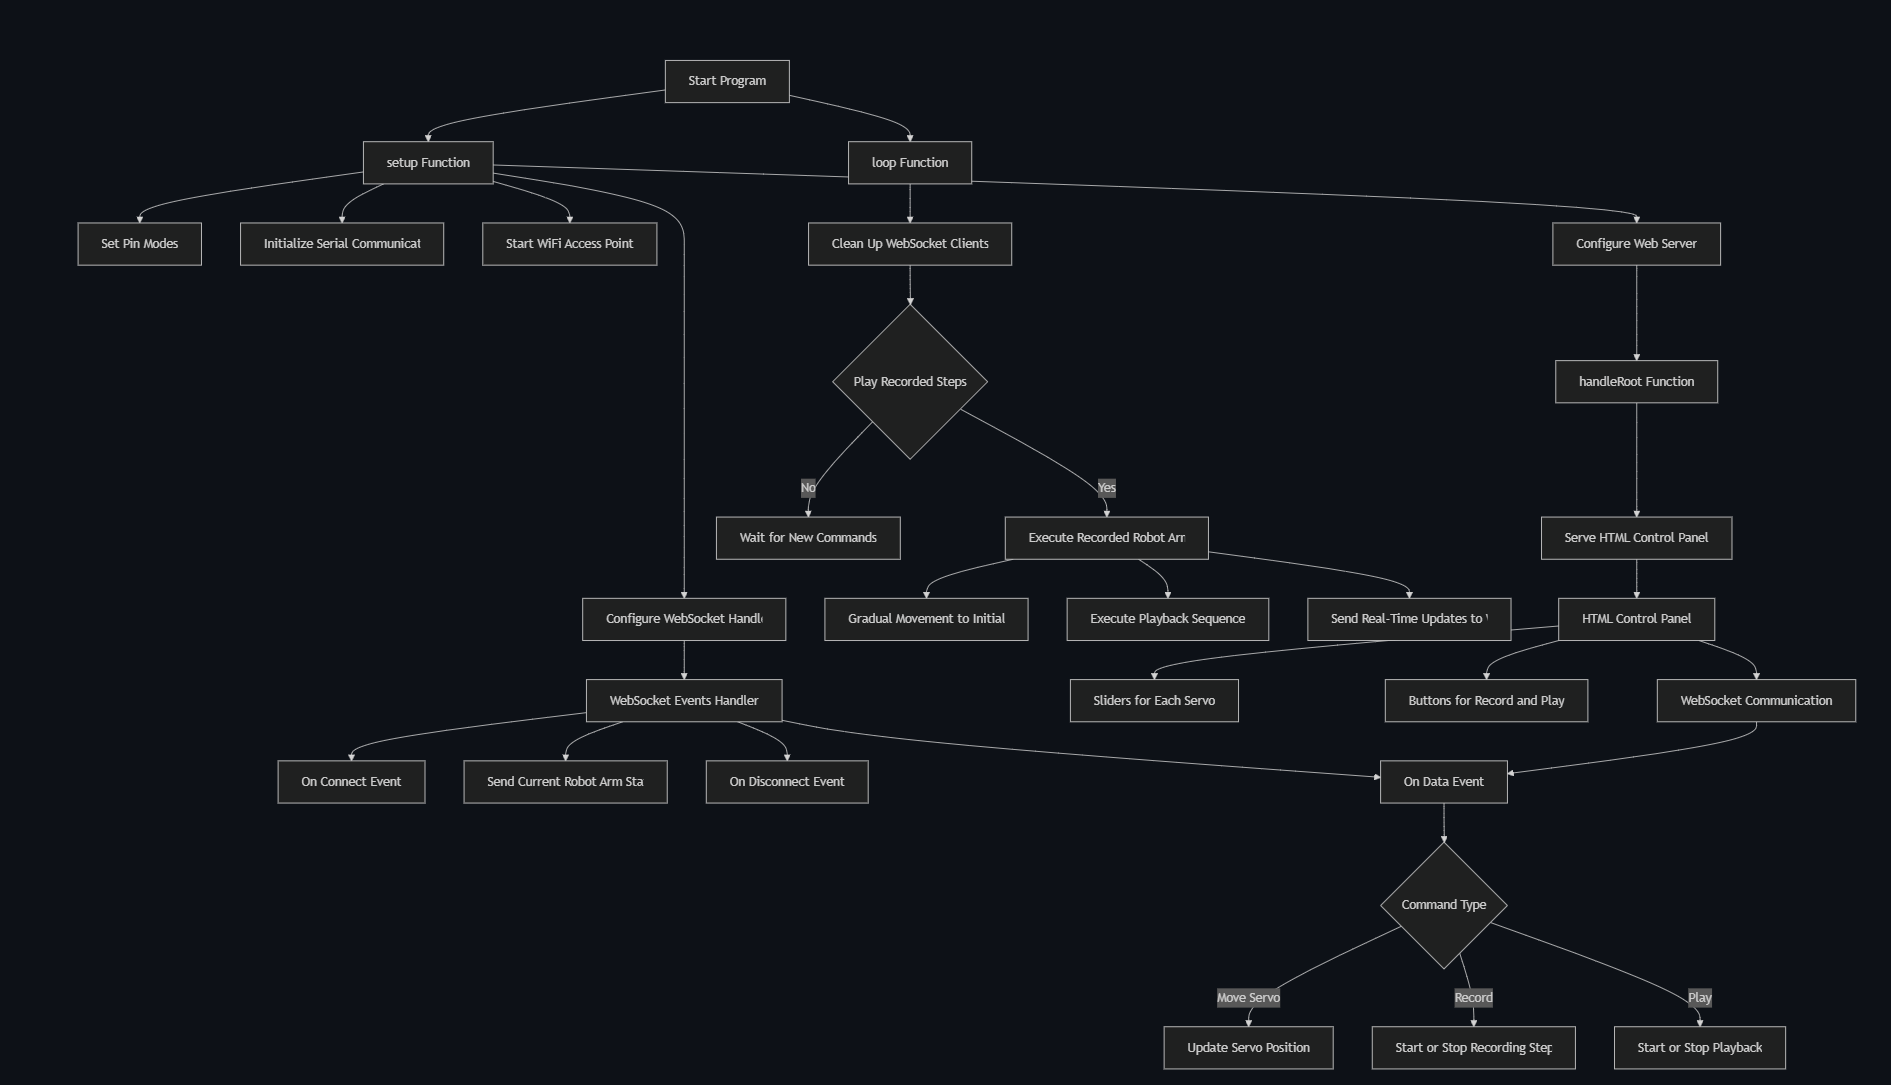 Start Program
setup Function
loop Function
Set Pin Modes
Initialize Serial Communicat
Start WiFi Access Point
Clean Up WebSocket Clients
Configure Web Server
Play Recorded Steps
handleRoot Function
No
Yes
Wait for New Commands
Execute Recorded Robot Arm
Serve HTML Control Panel
Configure WebSocket Handle
Gradual Movement to Initial
Execute Playback Sequence
Send Real-Time Updates to
HTML Control Panel
WebSocket Events Handler
Sliders for Each Servo
Buttons for Record and Play
WebSocket Communication
On Connect Event
Send Current Robot Arm Sta
On Disconnect Event
On Data Event
Command Type
Move Servo
Record
Play
Update Servo Position
Start or Stop Recording Step
Start or Stop Playback